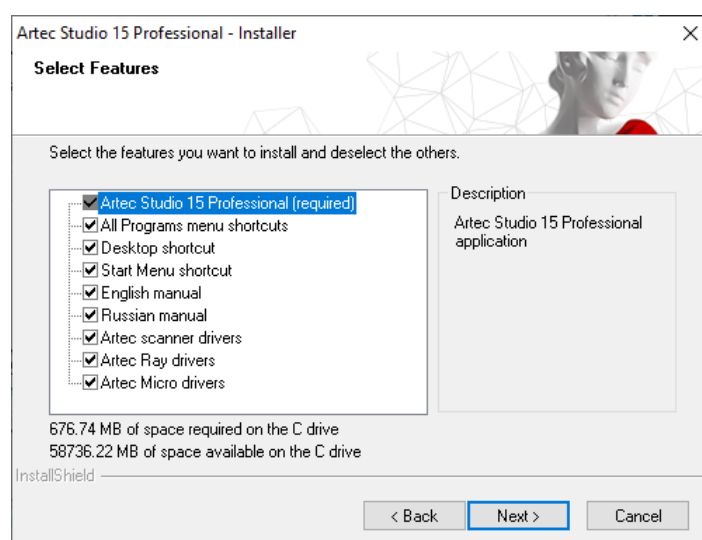 Artec Studio 15 Professional - Installer
Select Features
Select the features you want to install and deselect the others.
Artec Studio 15 Professional (required)
All Programs menu shortcuts
Desktop shortcut
Start Menu shortcut
English manual
Russian manual
Artec scanner drivers
Artec Ray drivers
Artec Micro drivers
Description
Artec Studio 15 Professional
application
676.74 MB of space required on the C drive
58736.22 MB of space available on the C drive
InstallShield
< Back
Next >
Cancel